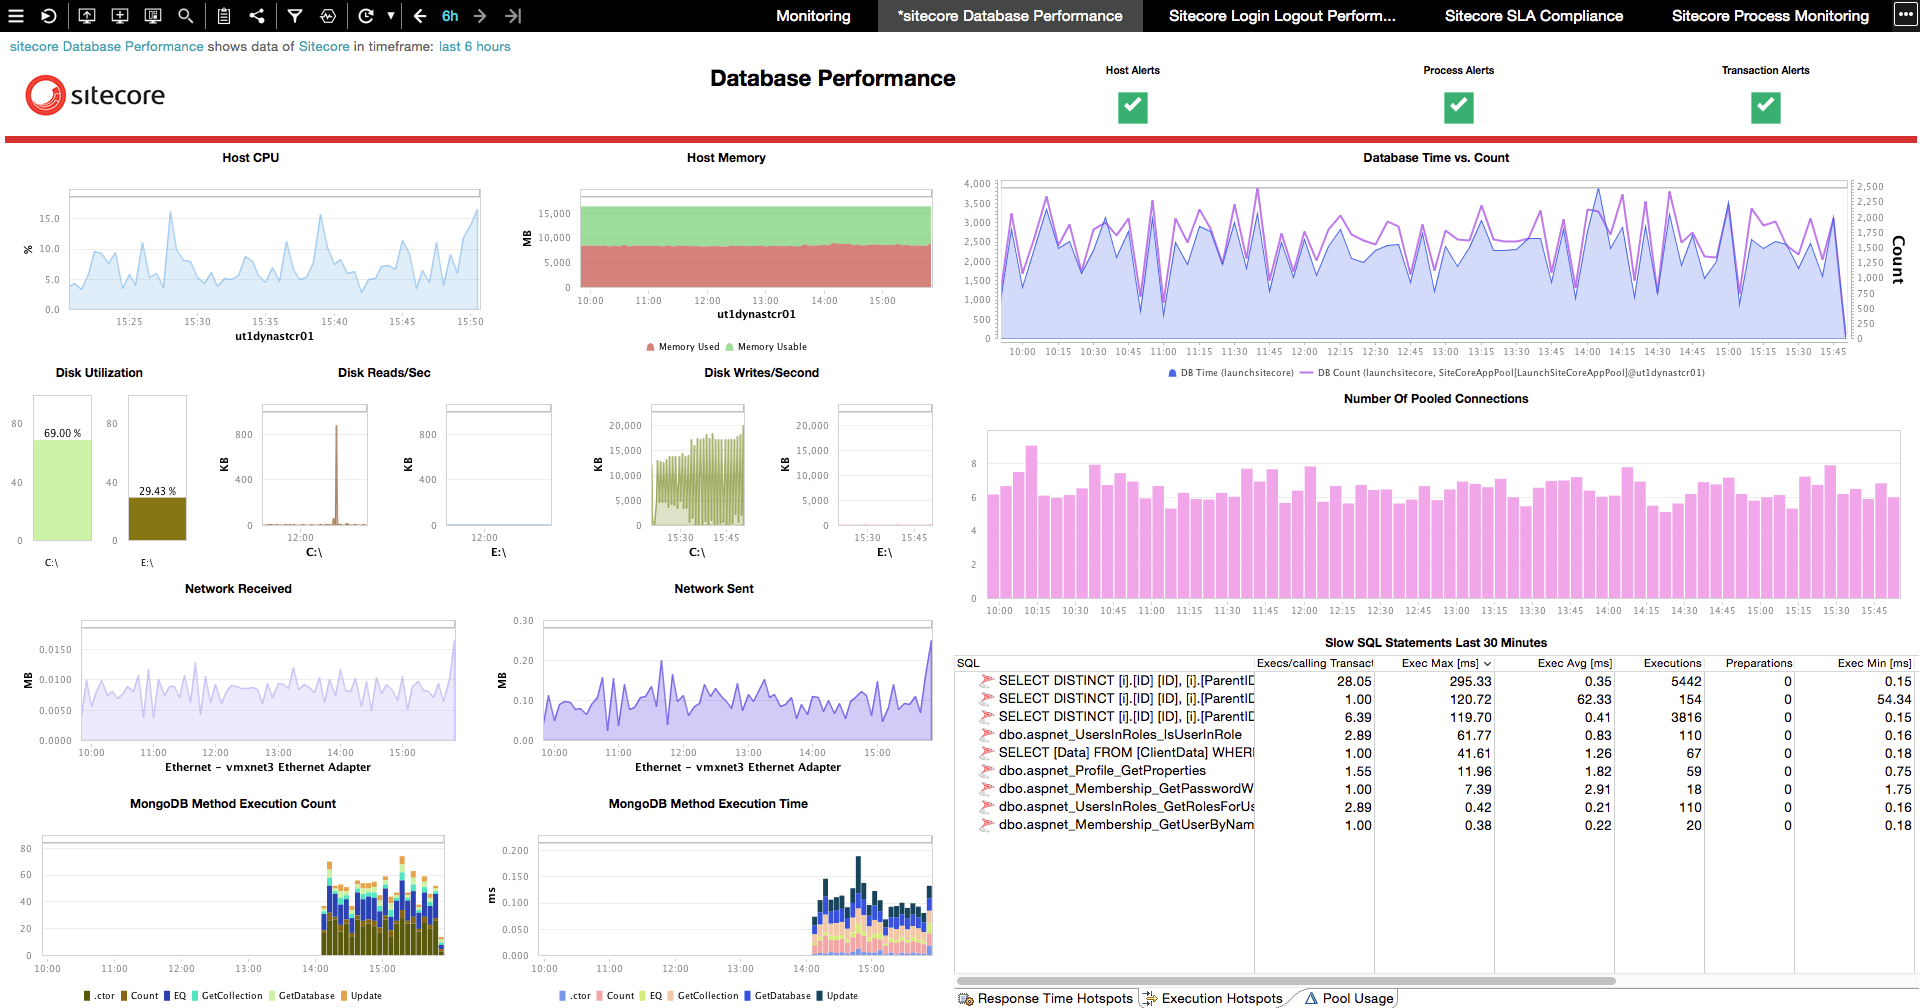 6h
Monitoring
*sitecore Database Performance
Sitecore Login Logout Perform...
Sitecore SLA Compliance
Sitecore Process Monitoring
sitecore Database Performance shows data of Sitecore in timeframe: last 6 hours
sitecore
Database Performance
Host Alerts
Process Alerts
Transaction Alerts
Host CPU
%
15.0
10.0
5.0
0.0
15:25 15:30 15:35 15:40 15:45 15:50
ut1dynastcr01
Host Memory
MB
15,000
10,000
5,000
0
10:00 11:00 12:00 13:00 14:00 15:00
ut1dynastcr01
Memory Used Memory Usable
Database Time vs. Count
4,000
3,500
3,000
2,500
2,000
1,500
1,000
500
0
2,500
2,250
2,000
1,750
1,500
1,250
1,000
750
500
250
0
Count
10:00 10:15 10:30 10:45 11:00 11:15 11:30 11:45 12:00 12:15 12:30 12:45 13:00 13:15 13:30 13:45 14:00 14:15 14:30 14:45 15:00 15:15 15:30 15:45
DB Time (launchsitecore) DB Count (launchsitecore, SiteCoreAppPool[LaunchSiteCoreAppPool]@ut1dynastcr01)
Disk Utilization
80
40
0
69.00 %
C:\
80
40
0
29.43 %
E:\
Disk Reads/Sec
KB
800
400
0
12:00
C:\
KB
800
400
0
12:00
E:\
Disk Writes/Second
KB
20,000
15,000
10,000
5,000
0
15:30 15:45
C:\
KB
20,000
15,000
10,000
5,000
0
15:30 15:45
E:\
Number Of Pooled Connections
8
6
4
2
0
10:00 10:15 10:30 10:45 11:00 11:15 11:30 11:45 12:00 12:15 12:30 12:45 13:00 13:15 13:30 13:45 14:00 14:15 14:30 14:45 15:00 15:15 15:30 15:45
Network Received
MB
0.0150
0.0100
0.0050
0.0000
10:00 11:00 12:00 13:00 14:00 15:00
Ethernet - vmxnet3 Ethernet Adapter
Network Sent
MB
0.30
0.20
0.10
0.00
10:00 11:00 12:00 13:00 14:00 15:00
Ethernet - vmxnet3 Ethernet Adapter
Slow SQL Statements Last 30 Minutes
SQL Execs/calling Transact Exec Max [ms] Exec Avg [ms] Executions Preparations Exec Min [ms]
SELECT DISTINCT [i].[ID] [ID], [i].[ParentID 28.05 295.33 0.35 5442 0 0.15
SELECT DISTINCT [i].[ID] [ID], [i].[ParentID 1.00 120.72 62.33 154 0 54.34
SELECT DISTINCT [i].[ID] [ID], [i].[ParentID 6.39 119.70 0.41 3816 0 0.15
dbo.aspnet_UsersInRoles_IsUserInRole 2.89 61.77 0.83 110 0 0.16
SELECT [Data] FROM [ClientData] WHERE 1.00 41.61 1.26 67 0 0.18
dbo.aspnet_Profile_GetProperties 1.55 11.96 1.82 59 0 0.75
dbo.aspnet_Membership_GetPasswordW 1.00 7.39 2.91 18 0 1.75
dbo.aspnet_UsersInRoles_GetRolesForUs 2.89 0.42 0.21 110 0 0.16
dbo.aspnet_Membership_GetUserByNam 1.00 0.38 0.22 20 0 0.18
MongoDB Method Execution Count
80
60
40
20
0
10:00 11:00 12:00 13:00 14:00 15:00
.ctor Count EQ GetCollection GetDatabase Update
MongoDB Method Execution Time
ms
0.200
0.150
0.100
0.050
0.000
10:00 11:00 12:00 13:00 14:00 15:00
.ctor Count EQ GetCollection GetDatabase Update
Response Time Hotspots Execution Hotspots Pool Usage